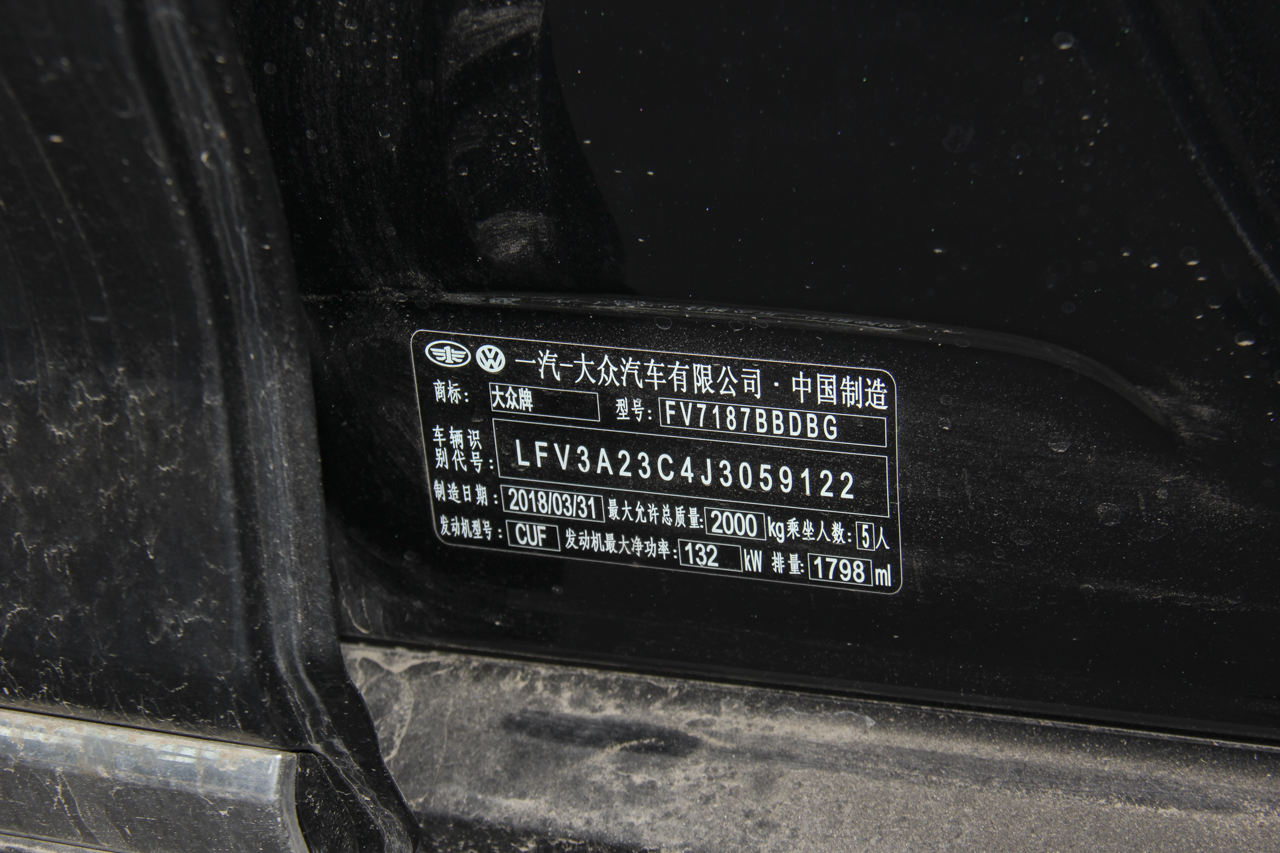 一汽-大众汽车有限公司·中国制造
商标: 大众牌 型号: FV7187BBDBG
车辆识别代号: LFV3A23C4J3059122
制造日期: 2018/03/31 最大允许总质量: 2000 kg 乘坐人数: 5 人
发动机型号: CUF 发动机最大净功率: 132 kW 排量: 1798 ml